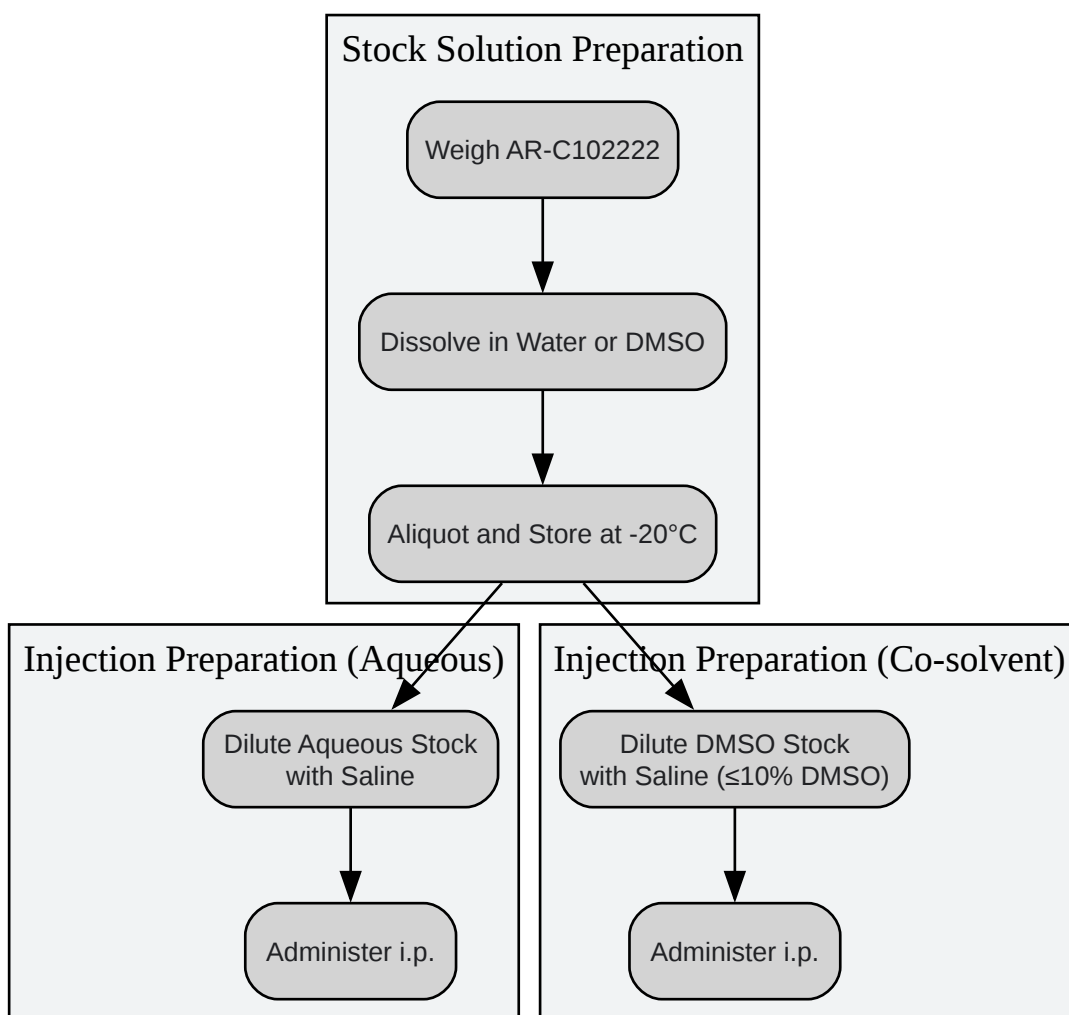 Stock Solution Preparation
Weigh AR-C102222
Dissolve in Water or DMSO
Aliquot and Store at -20°C
Injection Preparation (Aqueous)
Dilute Aqueous Stock
with Saline
Administer i.p.
Injection Preparation (Co-solvent)
Dilute DMSO Stock
with Saline (≤10% DMSO)
Administer i.p.